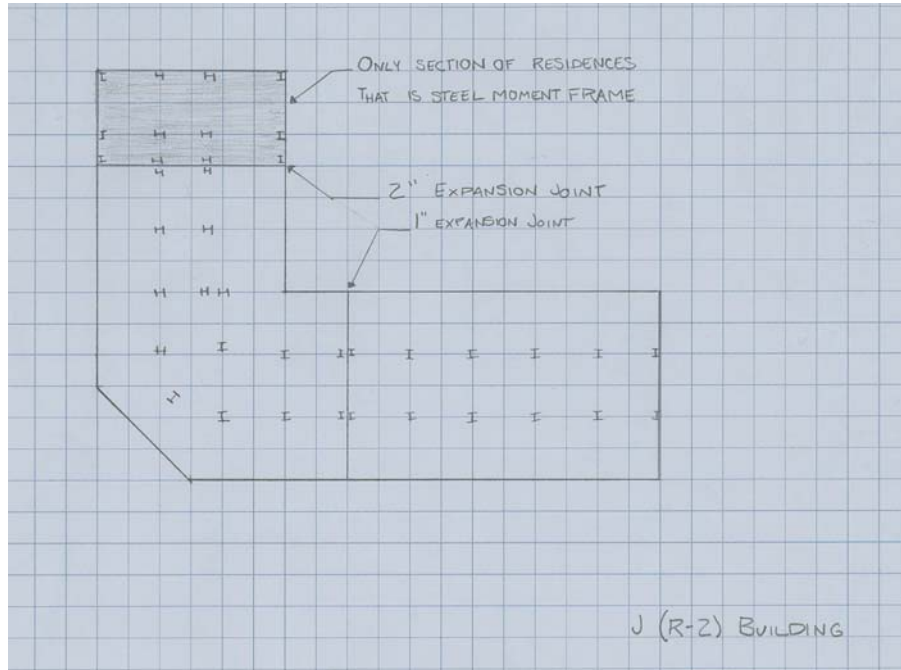 ONLY SECTION OF RESIDENCES
THAT IS STEEL MOMENT FRAME
2" EXPANSION JOINT
1" EXPANSION JOINT
J (R-2) BUILDING